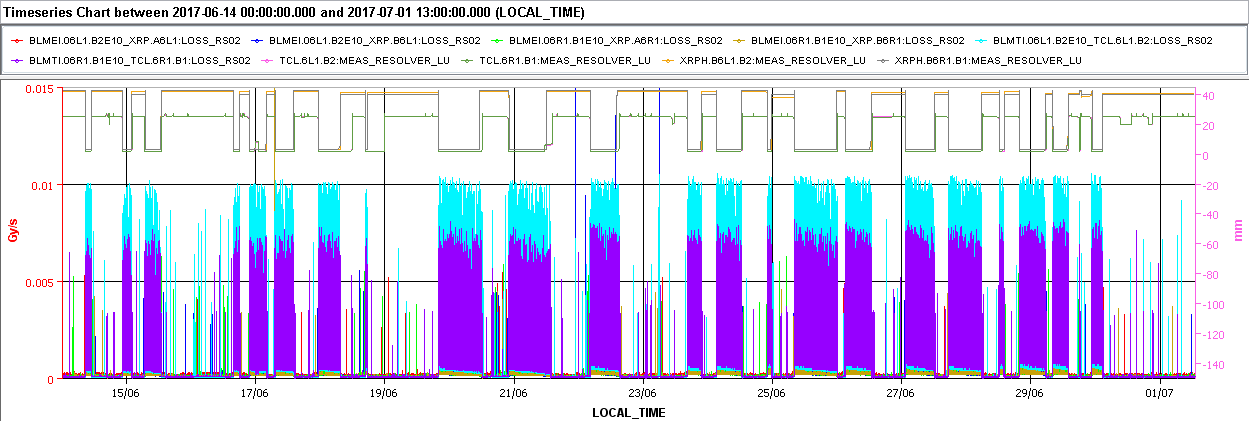 Timeseries Chart between 2017-06-14 00:00:00.000 and 2017-07-01 13:00:00.000 (LOCAL_TIME)
BLMEI.06L1.B2E10_XRP.A6L1:LOSS_RS02 BLMEI.06L1.B2E10_XRP.B6L1:LOSS_RS02 BLMEI.06R1.B1E10_XRP.A6R1:LOSS_RS02 BLMEI.06R1.B1E10_XRP.B6R1:LOSS_RS02 BLMTI.06L1.B2E10_TCL.6L1.B2:LOSS_RS02
BLMTI.06R1.B1E10_TCL.6R1.B1:LOSS_RS02 TCL.6L1.B2:MEAS_RESOLVER_LU TCL.6R1.B1:MEAS_RESOLVER_LU XRPH.B6L1.B2:MEAS_RESOLVER_LU XRPH.B6R1.B1:MEAS_RESOLVER_LU
0.015
0.01
0.005
0
Gy/s
40
20
0
-20
-40
-60
-80
-100
-120
-140
mm
15/06 17/06 19/06 21/06 23/06 25/06 27/06 29/06 01/07
LOCAL_TIME